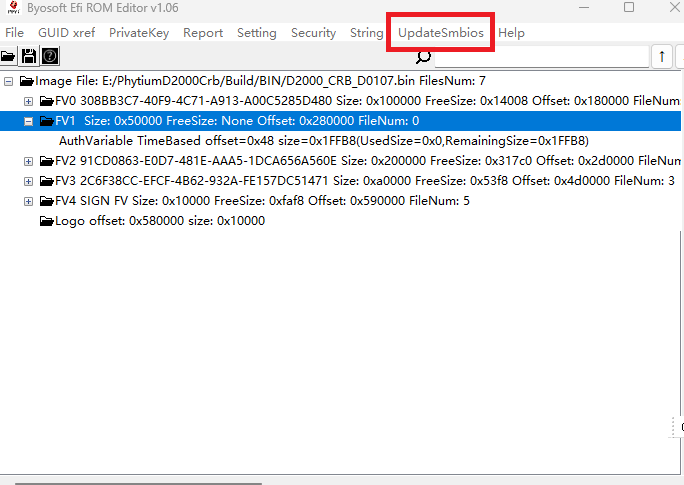 Byosoft Efi ROM Editor v1.06
File GUID xref PrivateKey Report Setting Security String UpdateSmbios Help
Image File: E:/PhytiumD2000Crb/Build/BIN/D2000_CRB_D0107.bin FilesNum: 7
FV0 308BB3C7-40F9-4C71-A913-A00C5285D480 Size: 0x100000 FreeSize: 0x14008 Offset: 0x180000 FileNum:
FV1 Size: 0x50000 FreeSize: None Offset: 0x280000 FileNum: 0
AuthVariable TimeBased offset=0x48 size=0x1FFB8(UsedSize=0x0,RemainingSize=0x1FFB8)
FV2 91CD0863-E0D7-481E-AAA5-1DCA656A560E Size: 0x200000 FreeSize: 0x317c0 Offset: 0x2d0000 FileNum
FV3 2C6F38CC-EFCF-4B62-932A-FE157DC51471 Size: 0xa0000 FreeSize: 0x53f8 Offset: 0x4d0000 FileNum: 3
FV4 SIGN FV Size: 0x10000 FreeSize: 0xfaf8 Offset: 0x590000 FileNum: 5
Logo offset: 0x580000 size: 0x10000